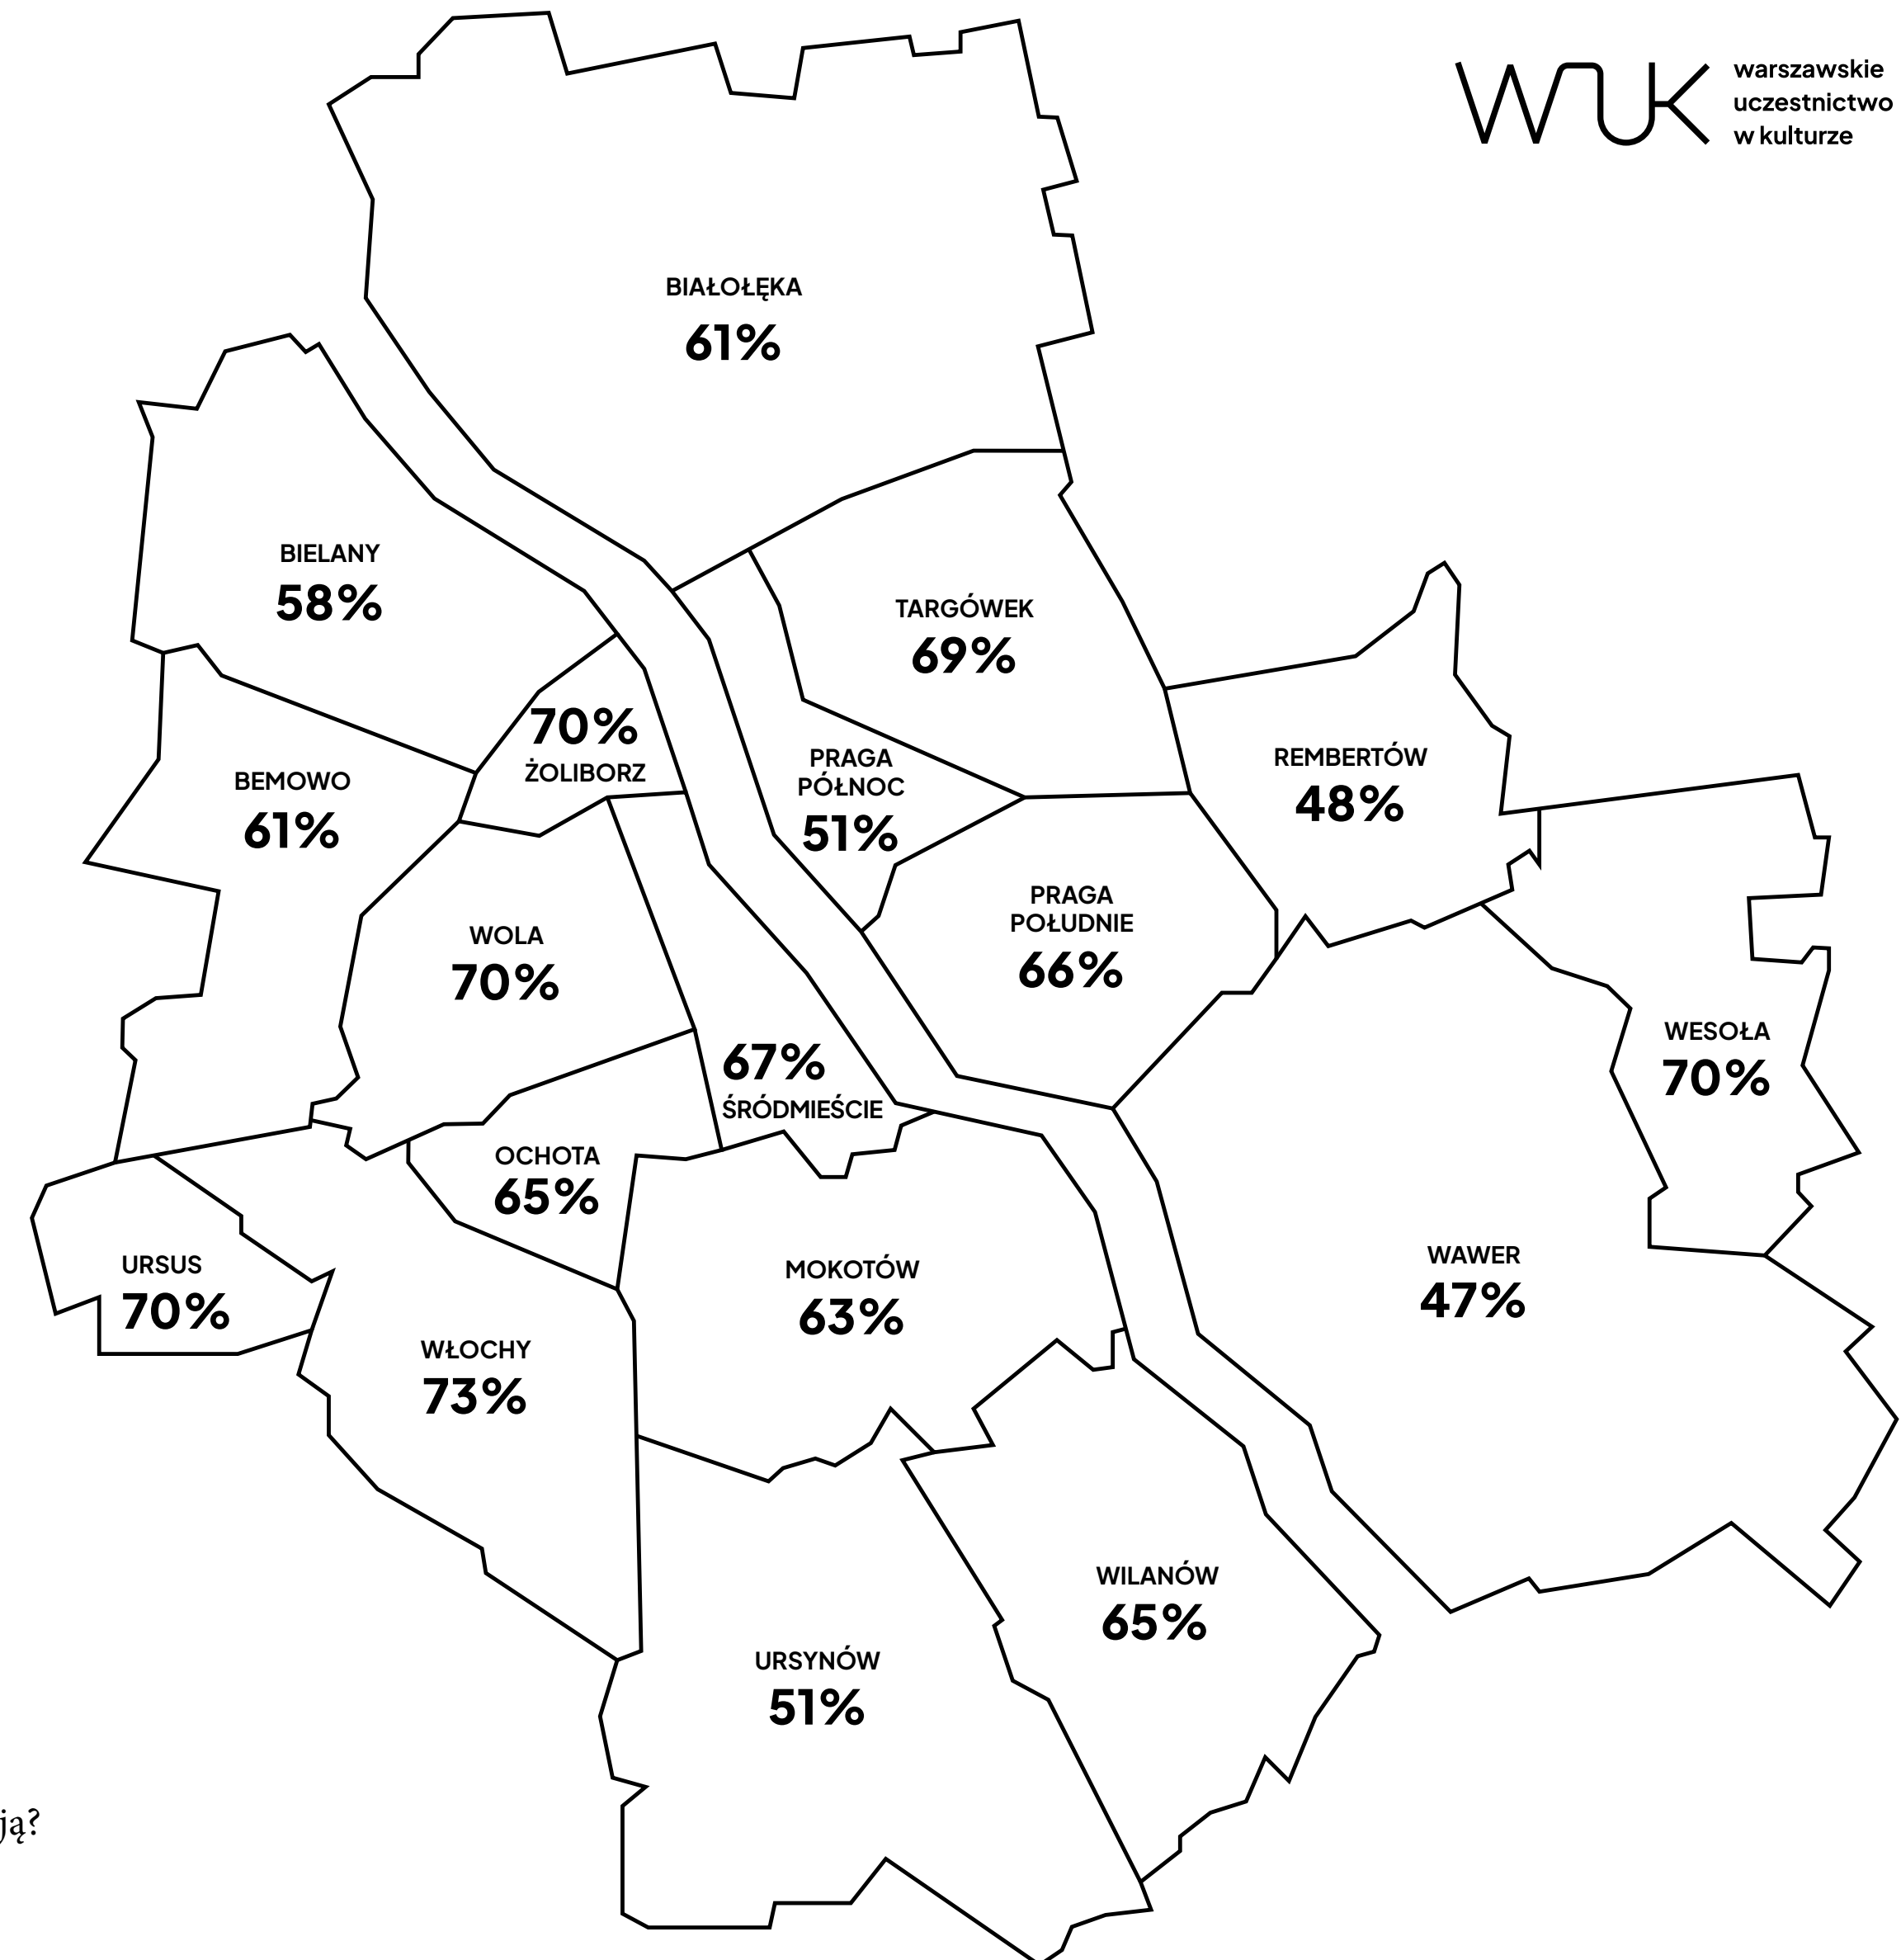 WUK
warszawskie
uczestnictwo
w kulturze
BIAŁOŁĘKA
61%
BIELANY
58%
TARGÓWEK
69%
70%
ŻOLIBORZ
PRAGA
PÓŁNOC
51%
REMBERTÓW
48%
BEMOWO
61%
PRAGA
POŁUDNIE
66%
WOLA
70%
WESOŁA
70%
67%
ŚRÓDMIEŚCIE
OCHOTA
65%
URSUS
70%
MOKOTÓW
63%
WAWER
47%
WŁOCHY
73%
WILANÓW
65%
URSYNÓW
51%
ją?